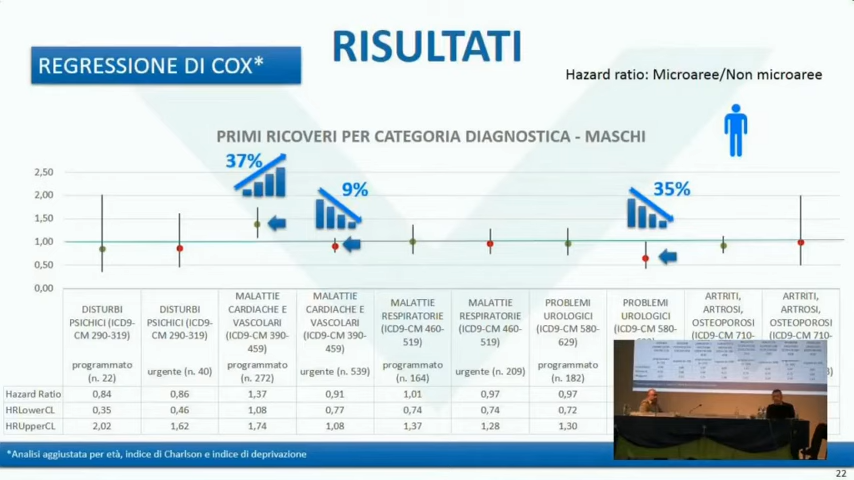 RISULTATI
REGRESSIONE DI COX*
Hazard ratio: Microaree/Non microaree
PRIMI RICOVERI PER CATEGORIA DIAGNOSTICA - MASCHI
37%
9%
35%
2,50
2,00
1,50
1,00
0,50
0,00
DISTURBI PSICHICI (ICD9-CM 290-319) programmato (n. 22)
DISTURBI PSICHICI (ICD9-CM 290-319) urgente (n. 40)
MALATTIE CARDIACHE E VASCOLARI (ICD9-CM 390-459) programmato (n. 272)
MALATTIE CARDIACHE E VASCOLARI (ICD9-CM 390-459) urgente (n. 539)
MALATTIE RESPIRATORIE (ICD9-CM 460-519) programmato (n. 164)
MALATTIE RESPIRATORIE (ICD9-CM 460-519) urgente (n. 209)
PROBLEMI UROLOGICI (ICD9-CM 580-629) programmato (n. 182)
PROBLEMI UROLOGICI (ICD9-CM 580-
ARTRITI, ARTROSI, OSTEOPOROSI (ICD9-CM 710-
ARTRITI, ARTROSI, OSTEOPOROSI (ICD9-CM 710-
Hazard Ratio 0,84 0,86 1,37 0,91 1,01 0,97 0,97
HRLowerCL 0,35 0,46 1,08 0,77 0,74 0,74 0,72
HRUpperCL 2,02 1,62 1,74 1,08 1,37 1,28 1,30
*Analisi aggiustata per età, indice di Charlson e indice di deprivazione
22